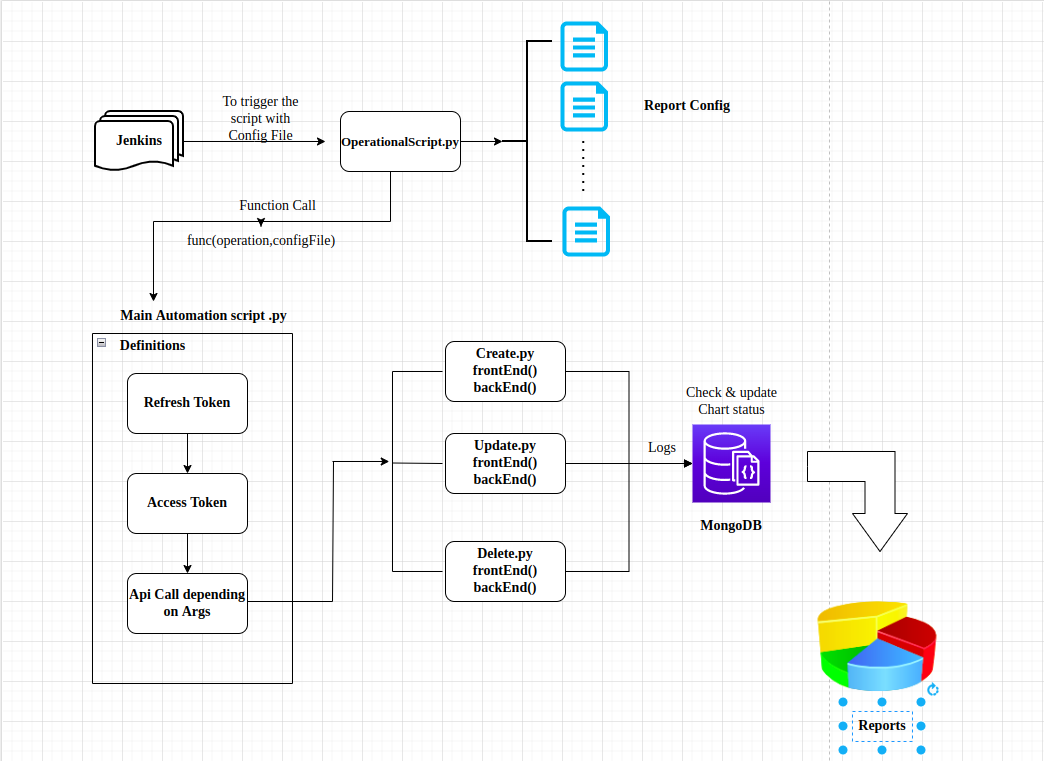 To trigger the
script with
Config File
Jenkins
OperationalScript.py
Report Config
Function Call
func(operation,configFile)
Main Automation script .py
Definitions
Refresh Token
Access Token
Api Call depending
on Args
Create.py
frontEnd()
backEnd()
Update.py
frontEnd()
backEnd()
Delete.py
frontEnd()
backEnd()
Logs
Check & update
Chart status
{}
MongoDB
Reports